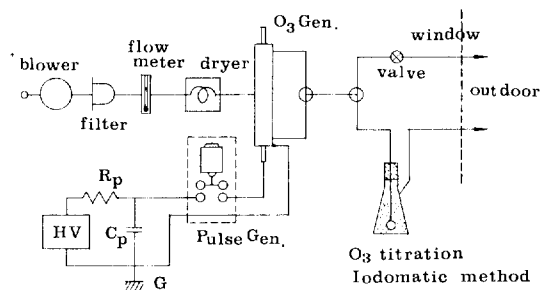 O3 Gen.
flow
meter
dryer
blower
filter
window
valve
outdoor
Rp
HV
Cp
G
Pulse Gen.
O3 titration
Iodomatic method